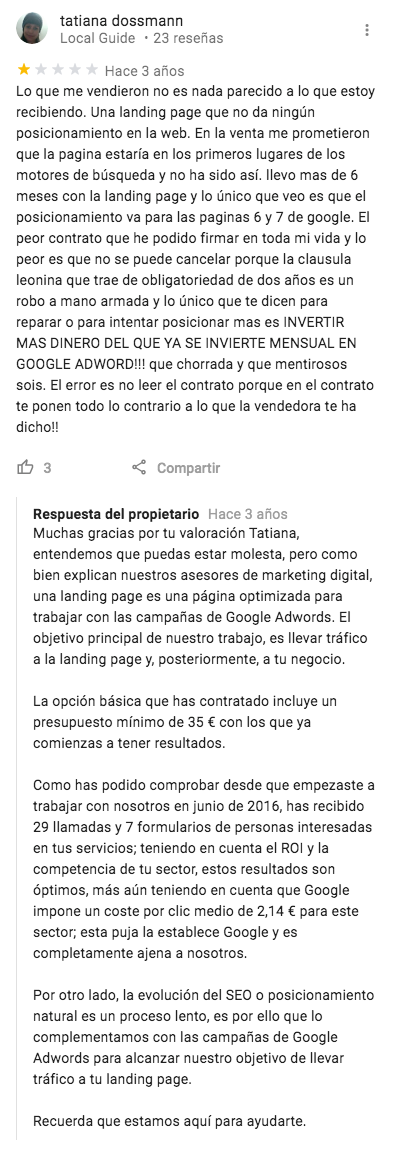 tatiana dossmann
Local Guide · 23 reseñas
Hace 3 años
Lo que me vendieron no es nada parecido a lo que estoy
recibiendo. Una landing page que no da ningún
posicionamiento en la web. En la venta me prometieron
que la pagina estaría en los primeros lugares de los
motores de búsqueda y no ha sido así. llevo mas de 6
meses con la landing page y lo único que veo es que el
posicionamiento va para las paginas 6 y 7 de google. El
peor contrato que he podido firmar en toda mi vida y lo
peor es que no se puede cancelar porque la clausula
leonina que trae de obligatoriedad de dos años es un
robo a mano armada y lo único que te dicen para
reparar o para intentar posicionar mas es INVERTIR
MAS DINERO DEL QUE YA SE INVIERTE MENSUAL EN
GOOGLE ADWORD!!! que chorrada y que mentirosos
sois. El error es no leer el contrato porque en el contrato
te ponen todo lo contrario a lo que la vendedora te ha
dicho!!
3 Compartir
Respuesta del propietario Hace 3 años
Muchas gracias por tu valoración Tatiana,
entendemos que puedas estar molesta, pero como
bien explican nuestros asesores de marketing digital,
una landing page es una página optimizada para
trabajar con las campañas de Google Adwords. El
objetivo principal de nuestro trabajo, es llevar tráfico
a la landing page y, posteriormente, a tu negocio.
La opción básica que has contratado incluye un
presupuesto mínimo de 35 € con los que ya
comienzas a tener resultados.
Como has podido comprobar desde que empezaste a
trabajar con nosotros en junio de 2016, has recibido
29 llamadas y 7 formularios de personas interesadas
en tus servicios; teniendo en cuenta el ROI y la
competencia de tu sector, estos resultados son
óptimos, más aún teniendo en cuenta que Google
impone un coste por clic medio de 2,14 € para este
sector; esta puja la establece Google y es
completamente ajena a nosotros.
Por otro lado, la evolución del SEO o posicionamiento
natural es un proceso lento, es por ello que lo
complementamos con las campañas de Google
Adwords para alcanzar nuestro objetivo de llevar
tráfico a tu landing page.
Recuerda que estamos aquí para ayudarte.